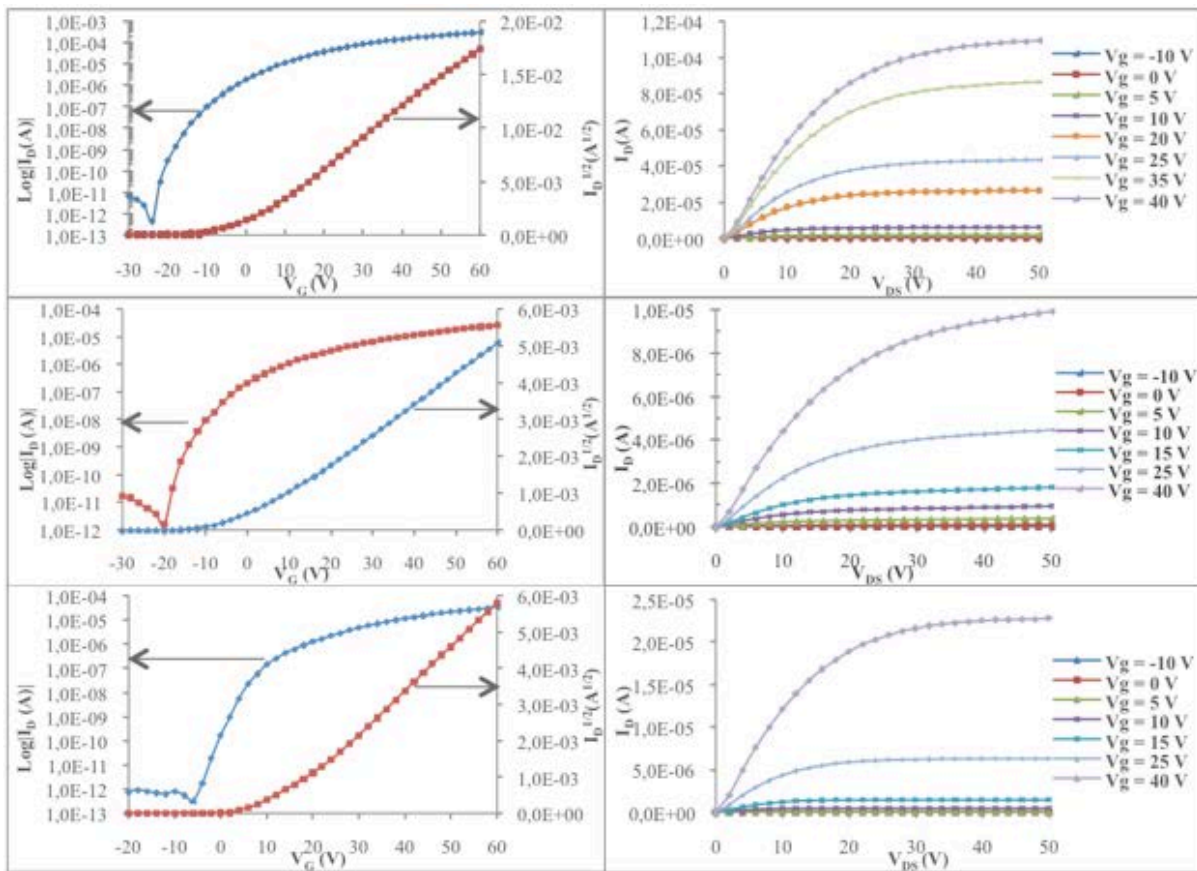 1,0E-03
1,0E-04
1,0E-05
1,0E-06
1,0E-07
1,0E-08
1,0E-09
1,0E-10
1,0E-11
1,0E-12
1,0E-13
Log|I_D(A)|
-30 -20 -10 0 10 20 30 40 50 60
V_G (V)
2,0E-02
1,5E-02
1,0E-02
5,0E-03
0,0E+00
I_D^1/2(A^1/2)
1,2E-04
1,0E-04
8,0E-05
6,0E-05
4,0E-05
2,0E-05
0,0E+00
I_D(A)
0 10 20 30 40 50
V_DS (V)
Vg = -10 V
Vg = 0 V
Vg = 5 V
Vg = 10 V
Vg = 20 V
Vg = 25 V
Vg = 35 V
Vg = 40 V
1,0E-04
1,0E-05
1,0E-06
1,0E-07
1,0E-08
1,0E-09
1,0E-10
1,0E-11
1,0E-12
Log|I_D (A)|
-30 -20 -10 0 10 20 30 40 50 60
V_G (V)
6,0E-03
5,0E-03
4,0E-03
3,0E-03
2,0E-03
1,0E-03
0,0E+00
I_D^1/2(A^1/2)
1,0E-05
8,0E-06
6,0E-06
4,0E-06
2,0E-06
0,0E+00
I_D (A)
0 10 20 30 40 50
V_DS (V)
Vg = -10 V
Vg = 0 V
Vg = 5 V
Vg = 10 V
Vg = 15 V
Vg = 25 V
Vg = 40 V
1,0E-04
1,0E-05
1,0E-06
1,0E-07
1,0E-08
1,0E-09
1,0E-10
1,0E-11
1,0E-12
1,0E-13
Log|I_D (A)|
-20 -10 0 10 20 30 40 50 60
V_G (V)
6,0E-03
5,0E-03
4,0E-03
3,0E-03
2,0E-03
1,0E-03
0,0E+00
I_D^1/2(A^1/2)
2,5E-05
2,0E-05
1,5E-05
1,0E-05
5,0E-06
0,0E+00
I_D (A)
0 10 20 30 40 50
V_DS (V)
Vg = -10 V
Vg = 0 V
Vg = 5 V
Vg = 10 V
Vg = 15 V
Vg = 25 V
Vg = 40 V